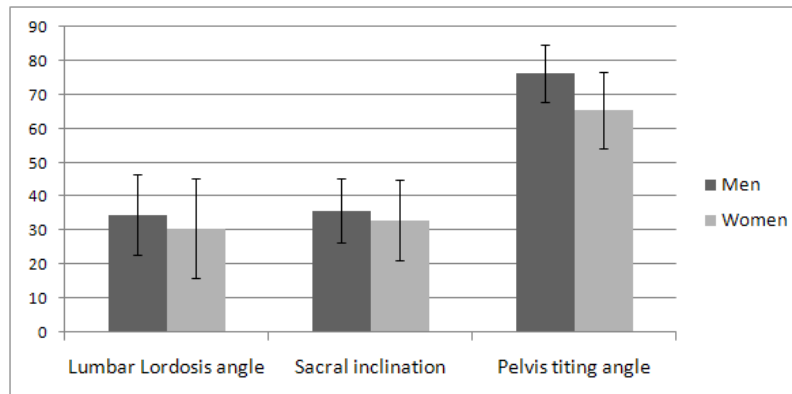 90
80
70
60
50
40
30
20
10
0
Lumbar Lordosis angle
Sacral inclination
Pelvis titing angle
Men
Women